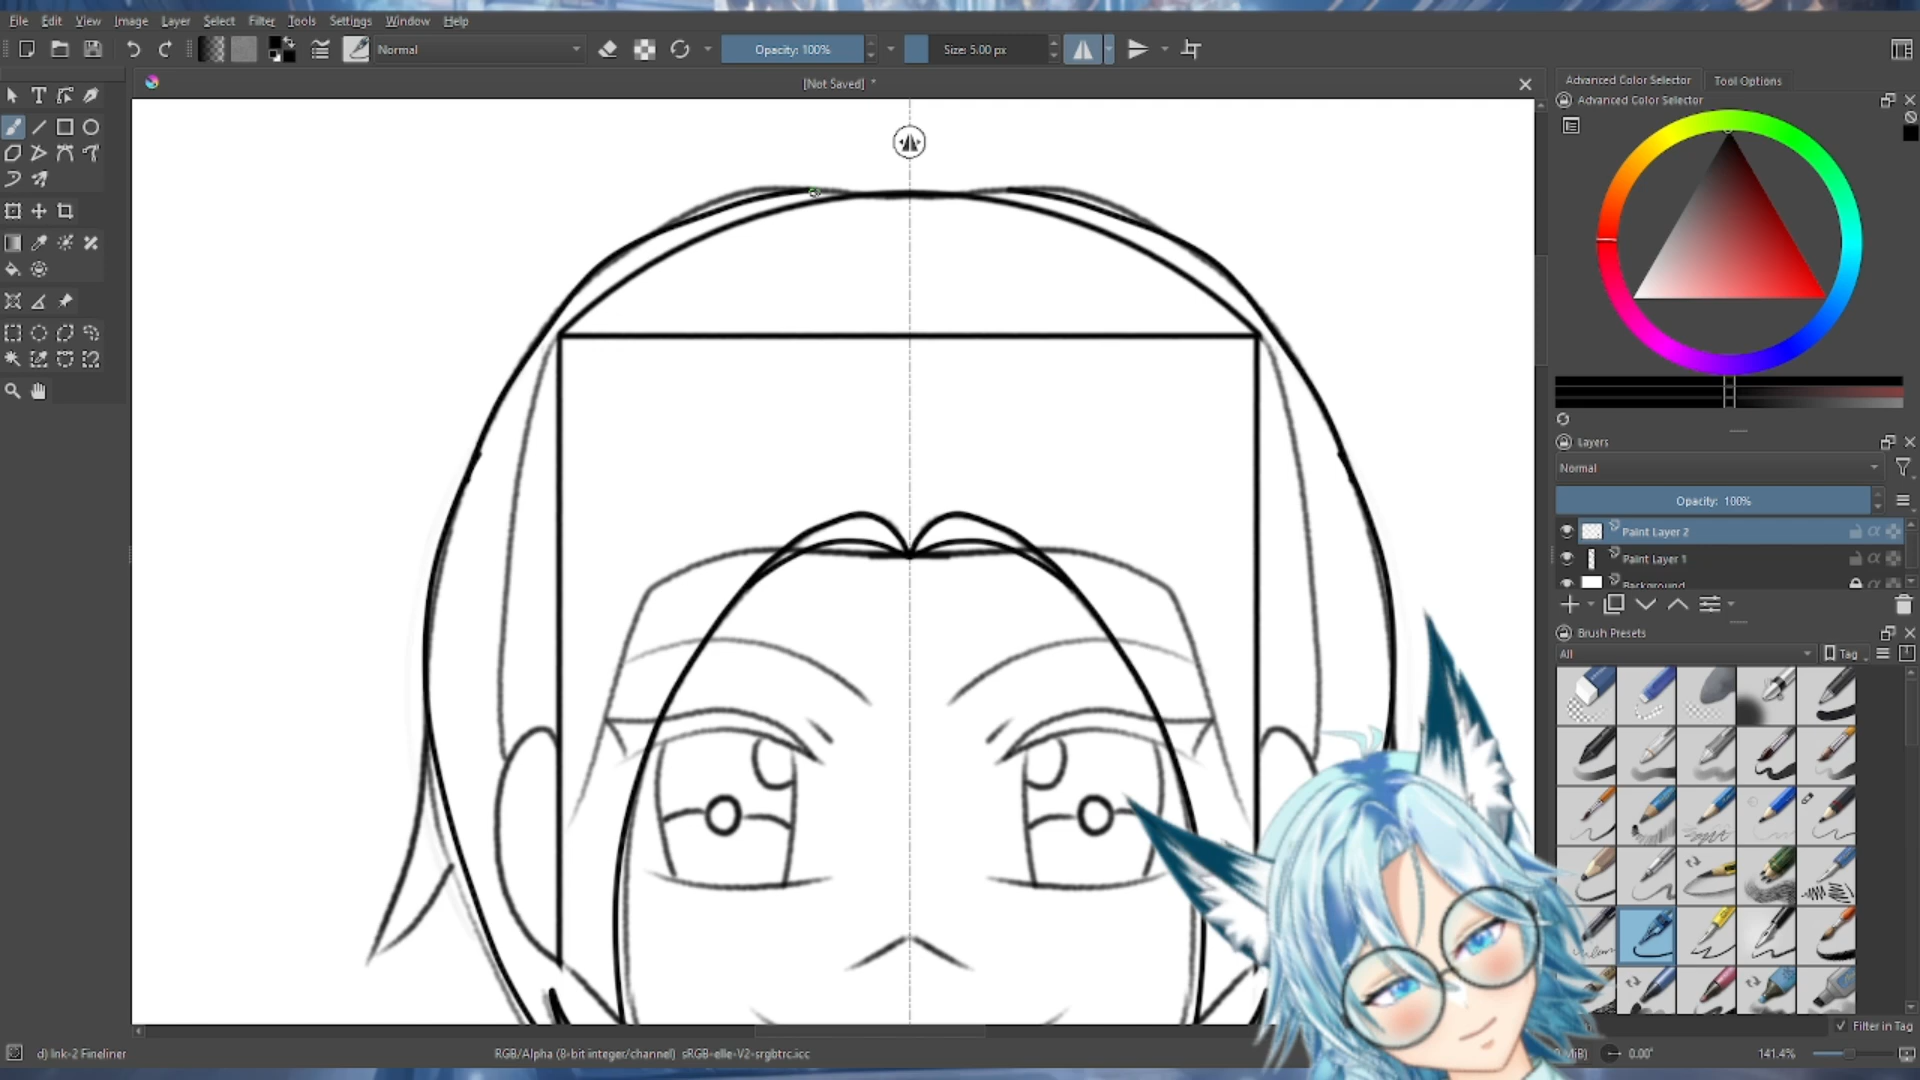 File Edit View Image Layer Select Filter Tools Settings Window Help
Normal
Opacity: 100%
Size: 5.00 px
[Not Saved] *
Advanced Color Selector
Tool Options
Advanced Color Selector
Layers
Normal
Opacity: 100%
Paint Layer 2
Paint Layer 1
Background
Brush Presets
All
Tag
Filter in Tag
d) Ink-2 Fineliner
RGB/Alpha (8-bit integer/channel) sRGB-elle-V2-srgbtrc.icc
0.00°
141.4%